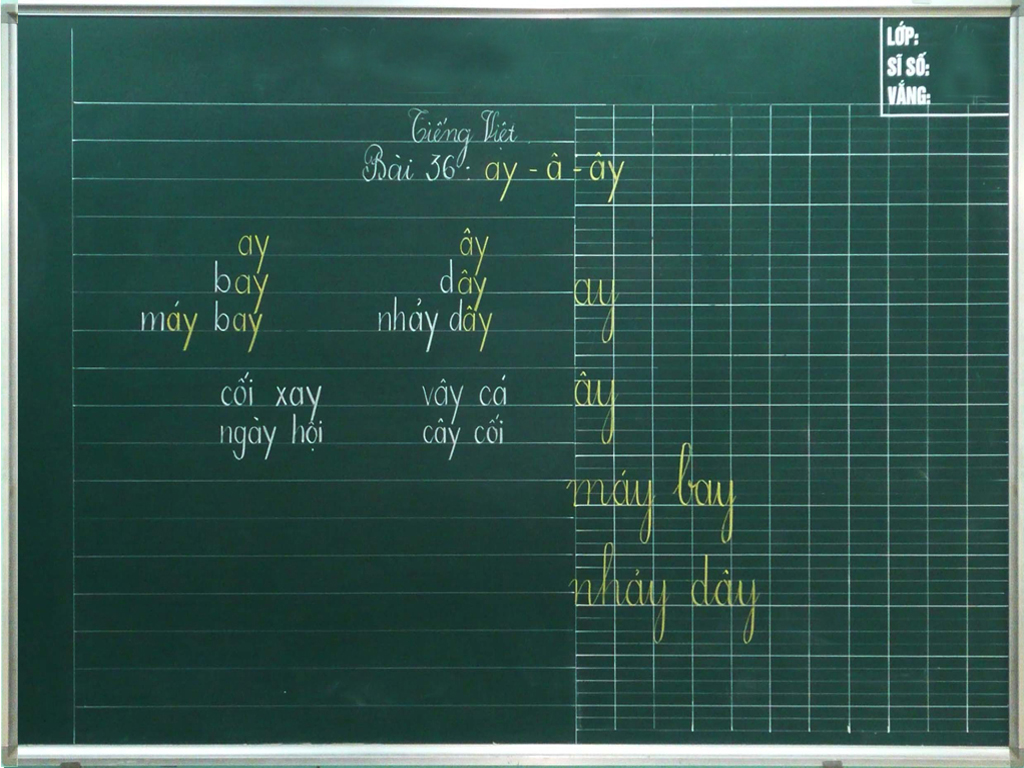 LỚP:
SĨ SỐ:
VẮNG:
Tiếng Việt
Bài 36: ay - â - ây
ay
bay
máy bay
cối xay
ngày hội
ây
dây
nhảy dây
vây cá
cây cối
ay
ây
máy bay
nhảy dây